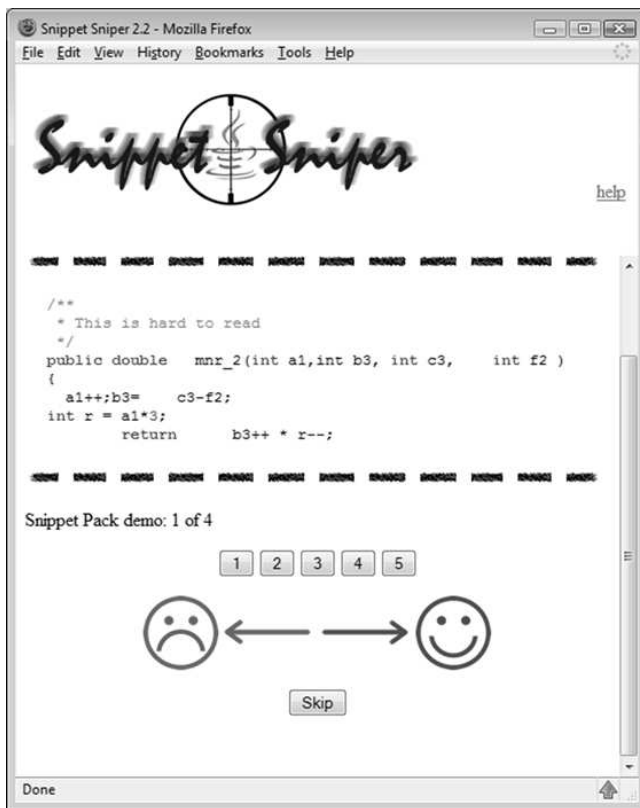 Snippet Sniper 2.2 - Mozilla Firefox
File Edit View History Bookmarks Tools Help
Snippet Sniper
help
/**
 * This is hard to read
 */
public double   mnr_2(int a1,int b3, int c3,    int f2 )
{
  a1++;b3=    c3-f2;
int r = a1*3;
        return      b3++ * r--;
Snippet Pack demo: 1 of 4
1 2 3 4 5
Skip
Done